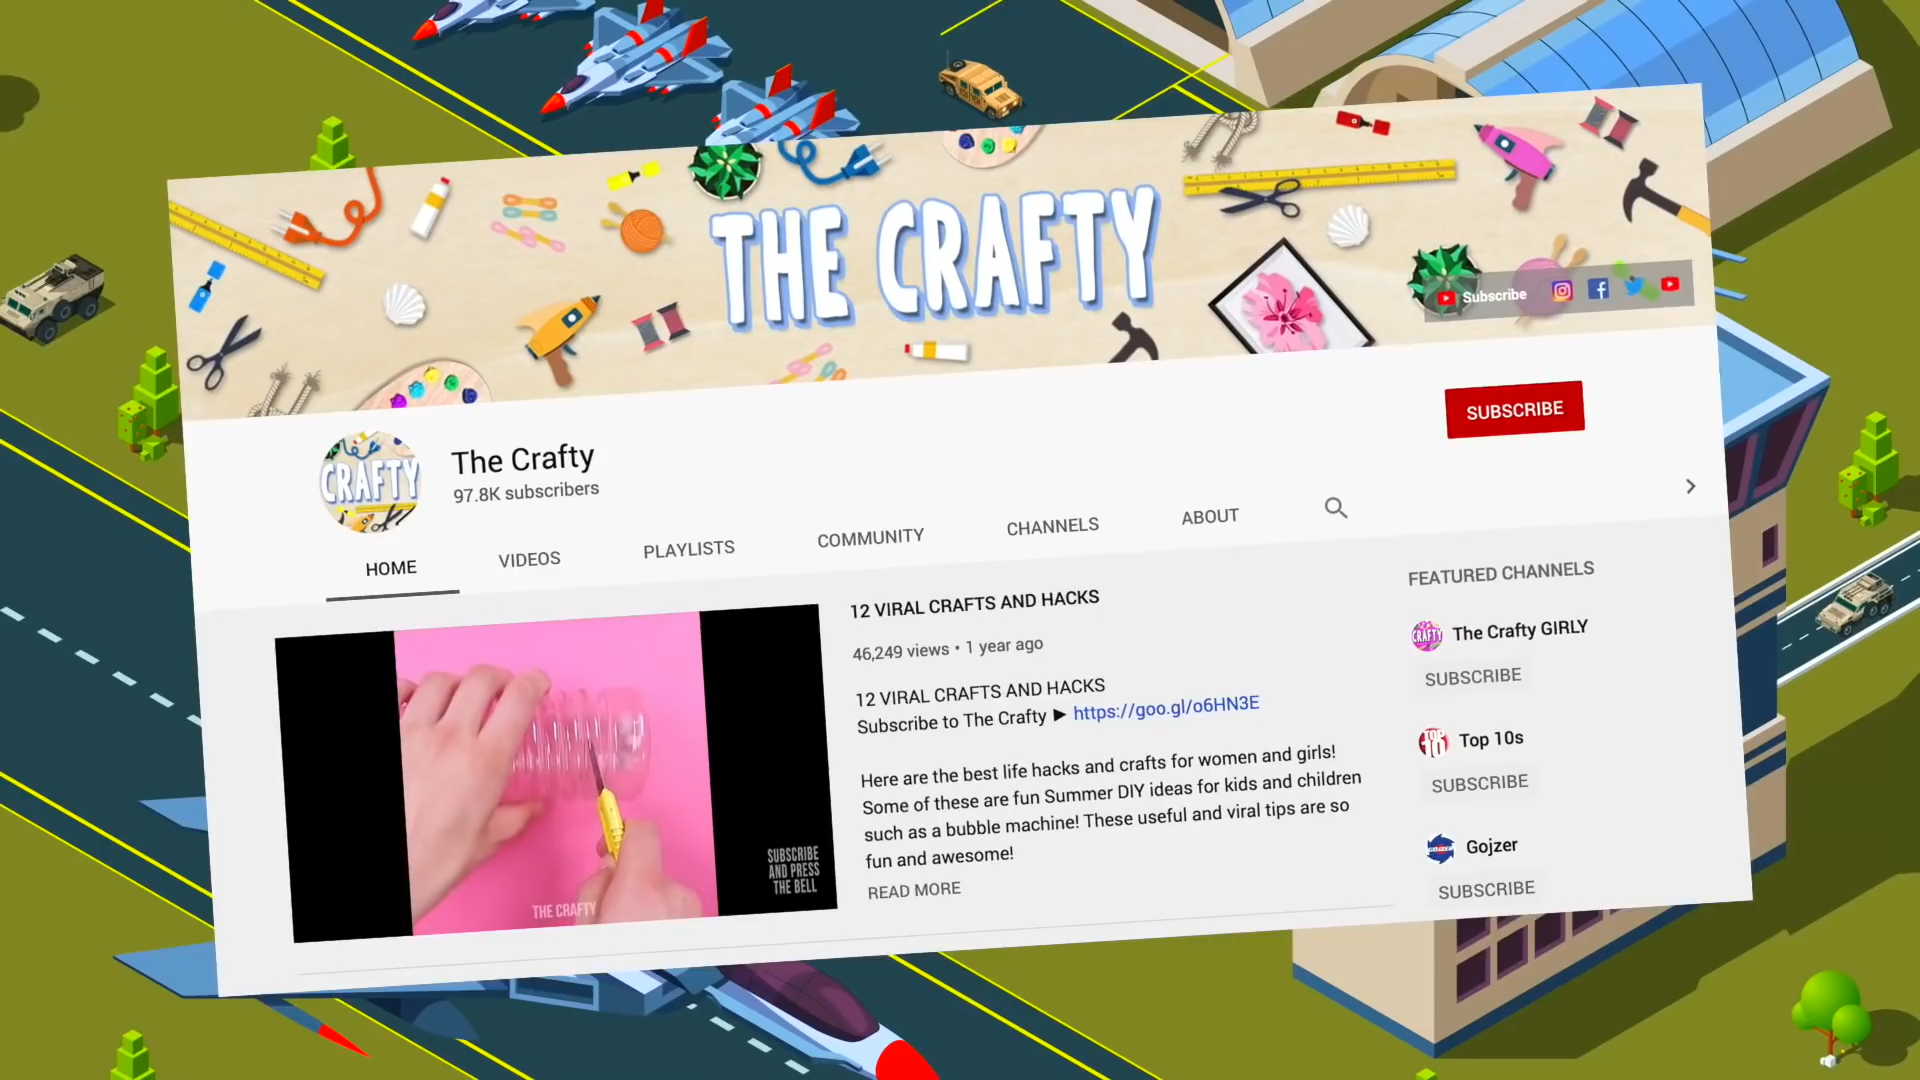 THE CRAFTY
Subscribe
CRAFTY
The Crafty
97.8K subscribers
SUBSCRIBE
HOME
VIDEOS
PLAYLISTS
COMMUNITY
CHANNELS
ABOUT
SUBSCRIBE
AND PRESS
THE BELL
THE CRAFTY
12 VIRAL CRAFTS AND HACKS
46,249 views • 1 year ago
12 VIRAL CRAFTS AND HACKS
Subscribe to The Crafty ► https://goo.gl/o6HN3E
Here are the best life hacks and crafts for women and girls!
Some of these are fun Summer DIY ideas for kids and children
such as a bubble machine! These useful and viral tips are so
fun and awesome!
READ MORE
FEATURED CHANNELS
CRAFTY
The Crafty GIRLY
SUBSCRIBE
TOP
10
Top 10s
SUBSCRIBE
GOJZER
Gojzer
SUBSCRIBE